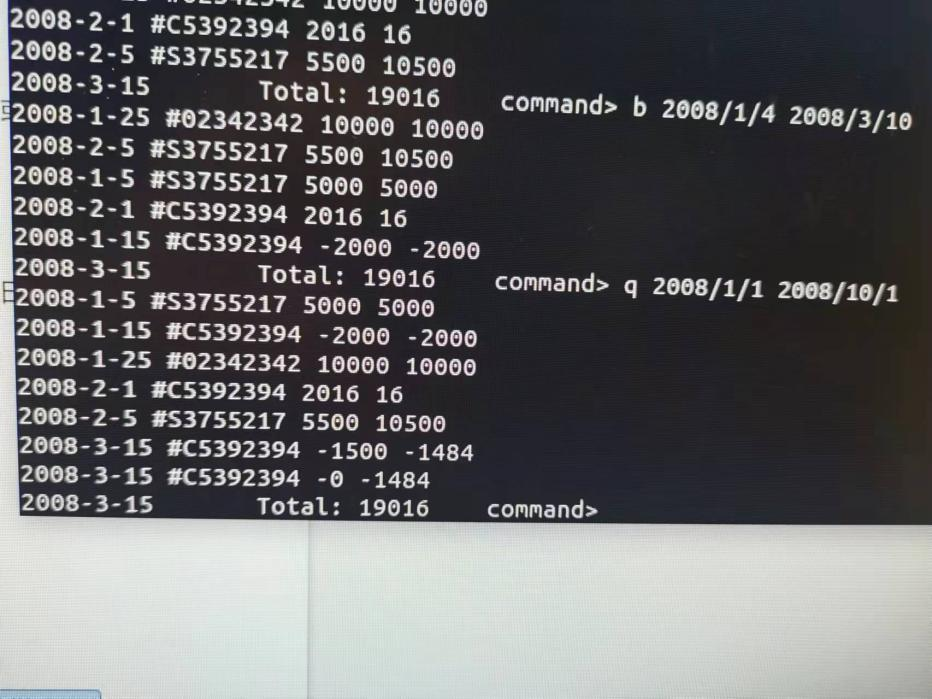 10000 10000
2008-2-1 #C5392394 2016 16
2008-2-5 #S3755217 5500 10500
2008-3-15 Total: 19016 command> b 2008/1/4 2008/3/10
2008-1-25 #02342342 10000 10000
2008-2-5 #S3755217 5500 10500
2008-1-5 #S3755217 5000 5000
2008-2-1 #C5392394 2016 16
2008-1-15 #C5392394 -2000 -2000
2008-3-15 Total: 19016 command> q 2008/1/1 2008/10/1
2008-1-5 #S3755217 5000 5000
2008-1-15 #C5392394 -2000 -2000
2008-1-25 #02342342 10000 10000
2008-2-1 #C5392394 2016 16
2008-2-5 #S3755217 5500 10500
2008-3-15 #C5392394 -1500 -1484
2008-3-15 #C5392394 -0 -1484
2008-3-15 Total: 19016 command>